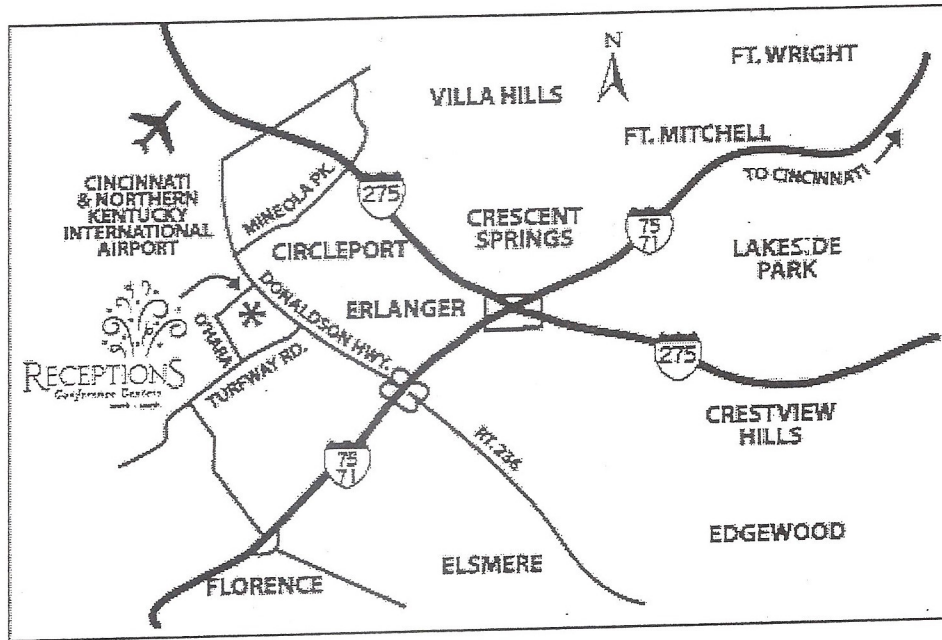 N
FT. WRIGHT
VILLA HILLS
FT. MITCHELL
TO CINCINNATI
CINCINNATI
& NORTHERN
KENTUCKY
INTERNATIONAL
AIRPORT
MINEOLA PK.
275
CRESCENT
SPRINGS
75
71
LAKESIDE
PARK
CIRCLEPORT
ERLANGER
DONALDSON HWY.
O'HARA
RECEPTIONS
Conference Centers
TURFWAY RD.
275
CRESTVIEW
HILLS
RT. 236
75
71
EDGEWOOD
ELSMERE
FLORENCE